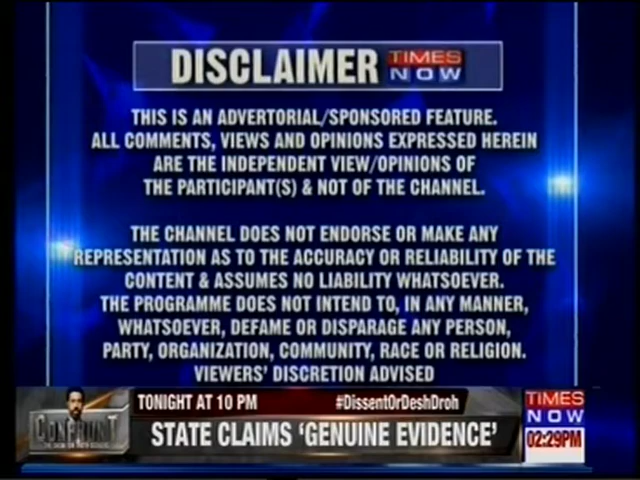 DISCLAIMER TIMES NOW
THIS IS AN ADVERTORIAL/SPONSORED FEATURE.
ALL COMMENTS, VIEWS AND OPINIONS EXPRESSED HEREIN
ARE THE INDEPENDENT VIEW/OPINIONS OF
THE PARTICIPANT(S) & NOT OF THE CHANNEL.
THE CHANNEL DOES NOT ENDORSE OR MAKE ANY
REPRESENTATION AS TO THE ACCURACY OR RELIABILITY OF THE
CONTENT & ASSUMES NO LIABILITY WHATSOEVER.
THE PROGRAMME DOES NOT INTEND TO, IN ANY MANNER,
WHATSOEVER, DEFAME OR DISPARAGE ANY PERSON,
PARTY, ORGANIZATION, COMMUNITY, RACE OR RELIGION.
VIEWERS' DISCRETION ADVISED
TONIGHT AT 10 PM #DissentOrDeshDroh
STATE CLAIMS 'GENUINE EVIDENCE'
TIMES
NOW
02:29PM